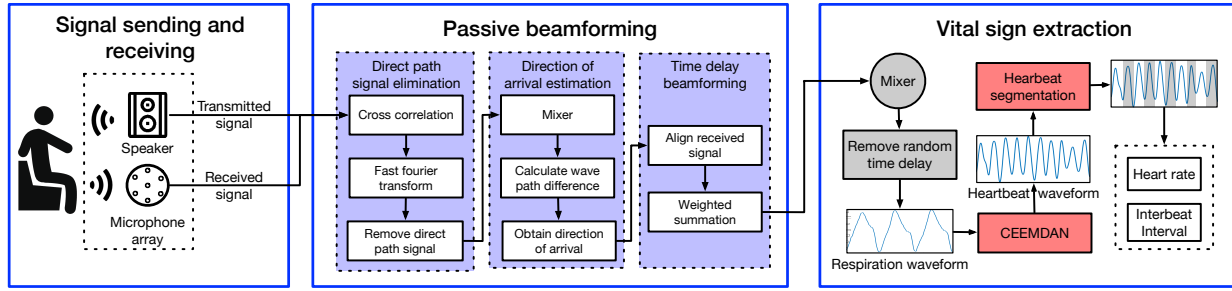 Signal sending and
receiving
Transmitted
signal
Speaker
Received
signal
Microphone
array
Passive beamforming
Direct path
signal elimination
Cross correlation
Fast fourier
transform
Remove direct
path signal
Direction of
arrival estimation
Mixer
Calculate wave
path difference
Obtain direction
of arrival
Time delay
beamforming
Align received
signal
Weighted
summation
Vital sign extraction
Mixer
Remove random
time delay
Respiration waveform
CEEMDAN
Heartbeat waveform
Hearbeat
segmentation
Heart rate
Interbeat
Interval